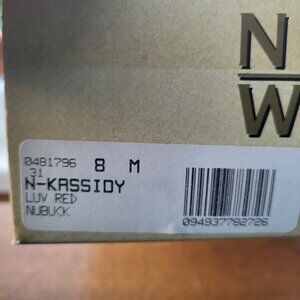 N
W
0481796 8 M
31
N-KASSIDY
LUV RED
NUBUCK
094937782726